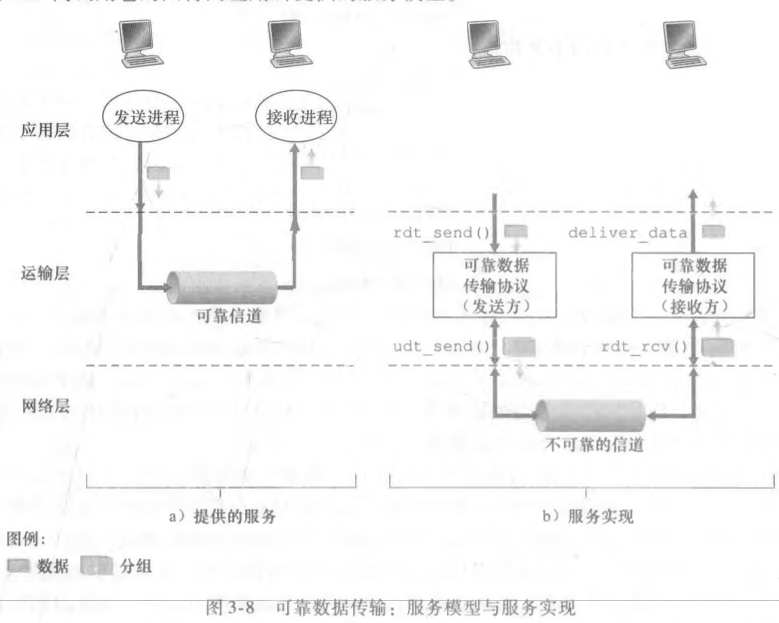 发送进程
接收进程
应用层
rdt_send()
deliver_data
运输层
可靠数据
传输协议
（发送方）
可靠数据
传输协议
（接收方）
可靠信道
udt_send()
rdt_rcv()
网络层
不可靠的信道
a）提供的服务
b）服务实现
图例：
数据
分组
图 3-8 可靠数据传输：服务模型与服务实现